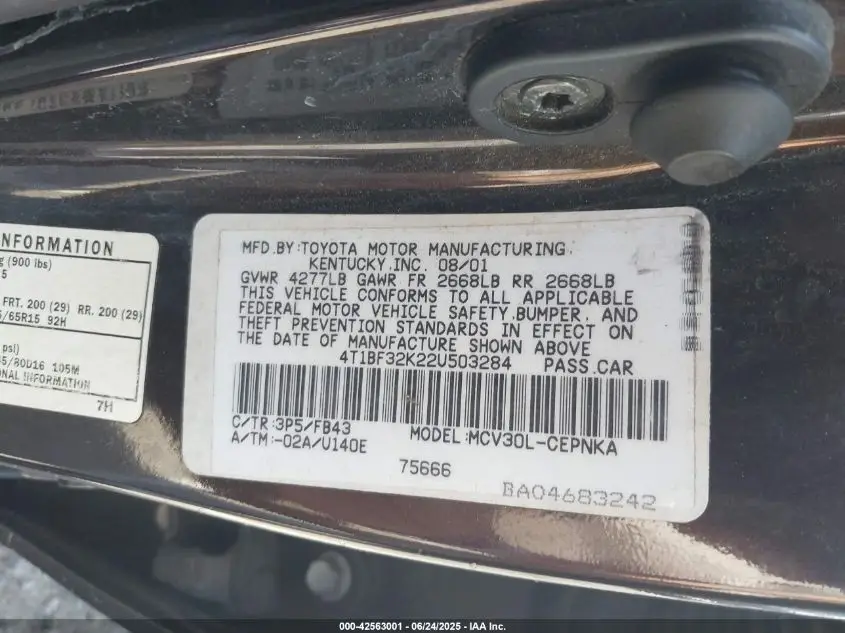 INFORMATION
(900 lbs)
FRT. 200 (29) RR. 200 (29)
/65R15 92H
psi)
5/80D16 105M
NAL INFORMATION
7H
MFD.BY:TOYOTA MOTOR MANUFACTURING.
KENTUCKY,INC. 08/01
GVWR 4277LB GAWR FR 2668LB RR 2668LB
THIS VEHICLE CONFORMS TO ALL APPLICABLE
FEDERAL MOTOR VEHICLE SAFETY,BUMPER, AND
THEFT PREVENTION STANDARDS IN EFFECT ON
THE DATE OF MANUFACTURE SHOWN ABOVE
4T1BF32K22U503284 PASS.CAR
C/TR:3P5/FB43
A/TM:-02A/U140E MODEL:MCV30L-CEPNKA
75666
BA04683242
000-42563001 / 06/24/2025 - IAA Inc.